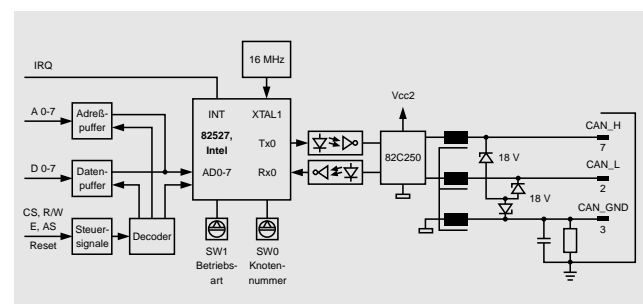 IRQ
16 MHz
INT
XTAL1
82527,
Intel
AD0-7
Tx0
Rx0
A 0-7
Adreß-
puffer
D 0-7
Daten-
puffer
CS, R/W
E, AS
Reset
Steuer-
signale
Decoder
SW1
Betriebs-
art
SW0
Knoten-
nummer
Vcc2
82C250
18 V
18 V
CAN_H
7
CAN_L
2
CAN_GND
3